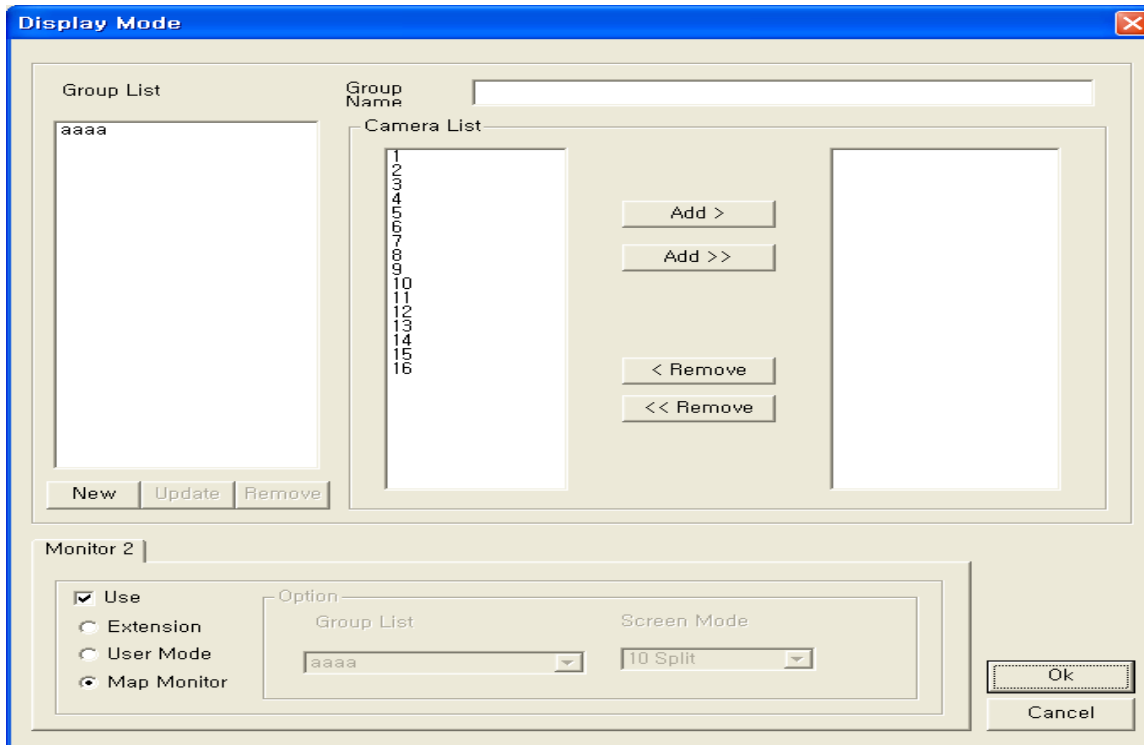 Display Mode
Group List
Group
Name
aaaa
Camera List
1
2
3
4
5
6
7
8
9
10
11
12
13
14
15
16
Add >
Add >>
< Remove
<< Remove
New
Update
Remove
Monitor 2
Use
Extension
User Mode
Map Monitor
Option
Group List
aaaa
Screen Mode
10 Split
Ok
Cancel